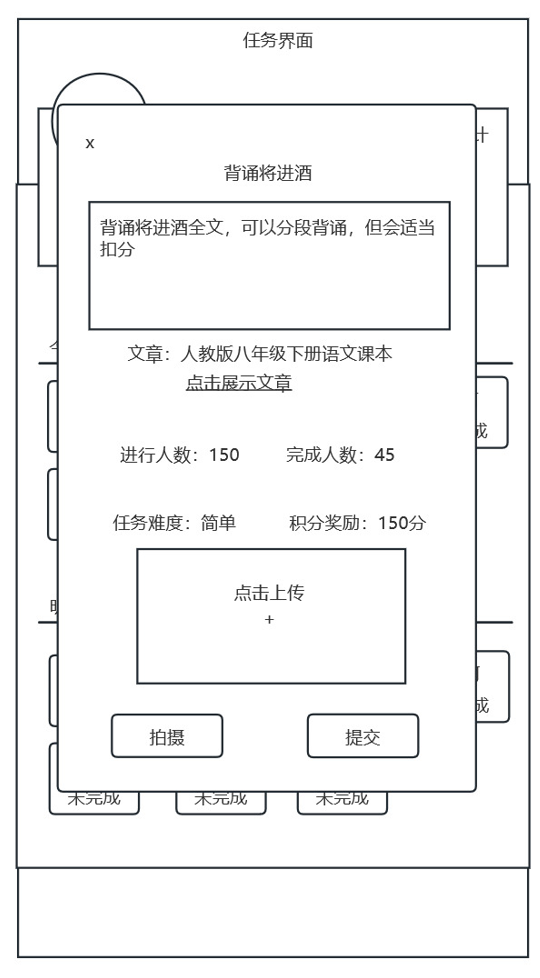 任务界面
计
x
背诵将进酒
背诵将进酒全文，可以分段背诵，但会适当
扣分
文章：人教版八年级下册语文课本
点击展示文章
进行人数：150 完成人数：45
成
任务难度：简单 积分奖励：150分
点击上传
+
成
拍摄 提交
未完成 未完成 未完成